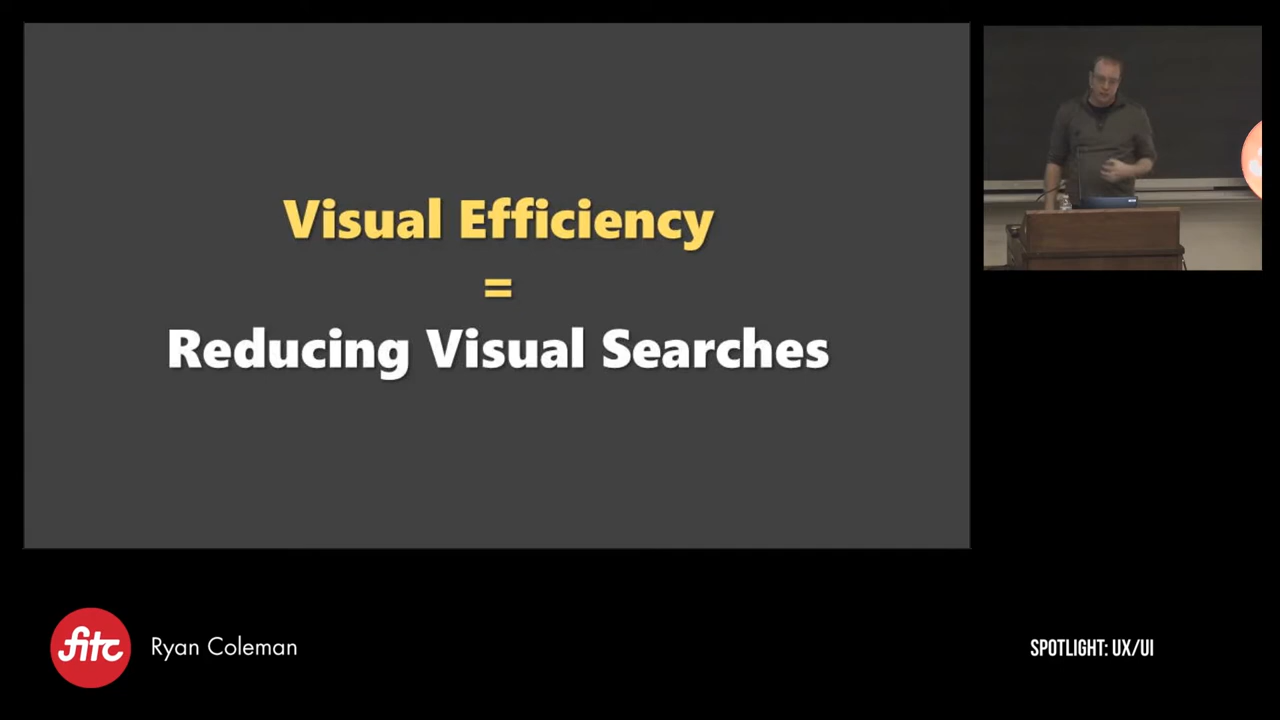 Visual Efficiency
=
Reducing Visual Searches
fitc
Ryan Coleman
SPOTLIGHT: UX/UI